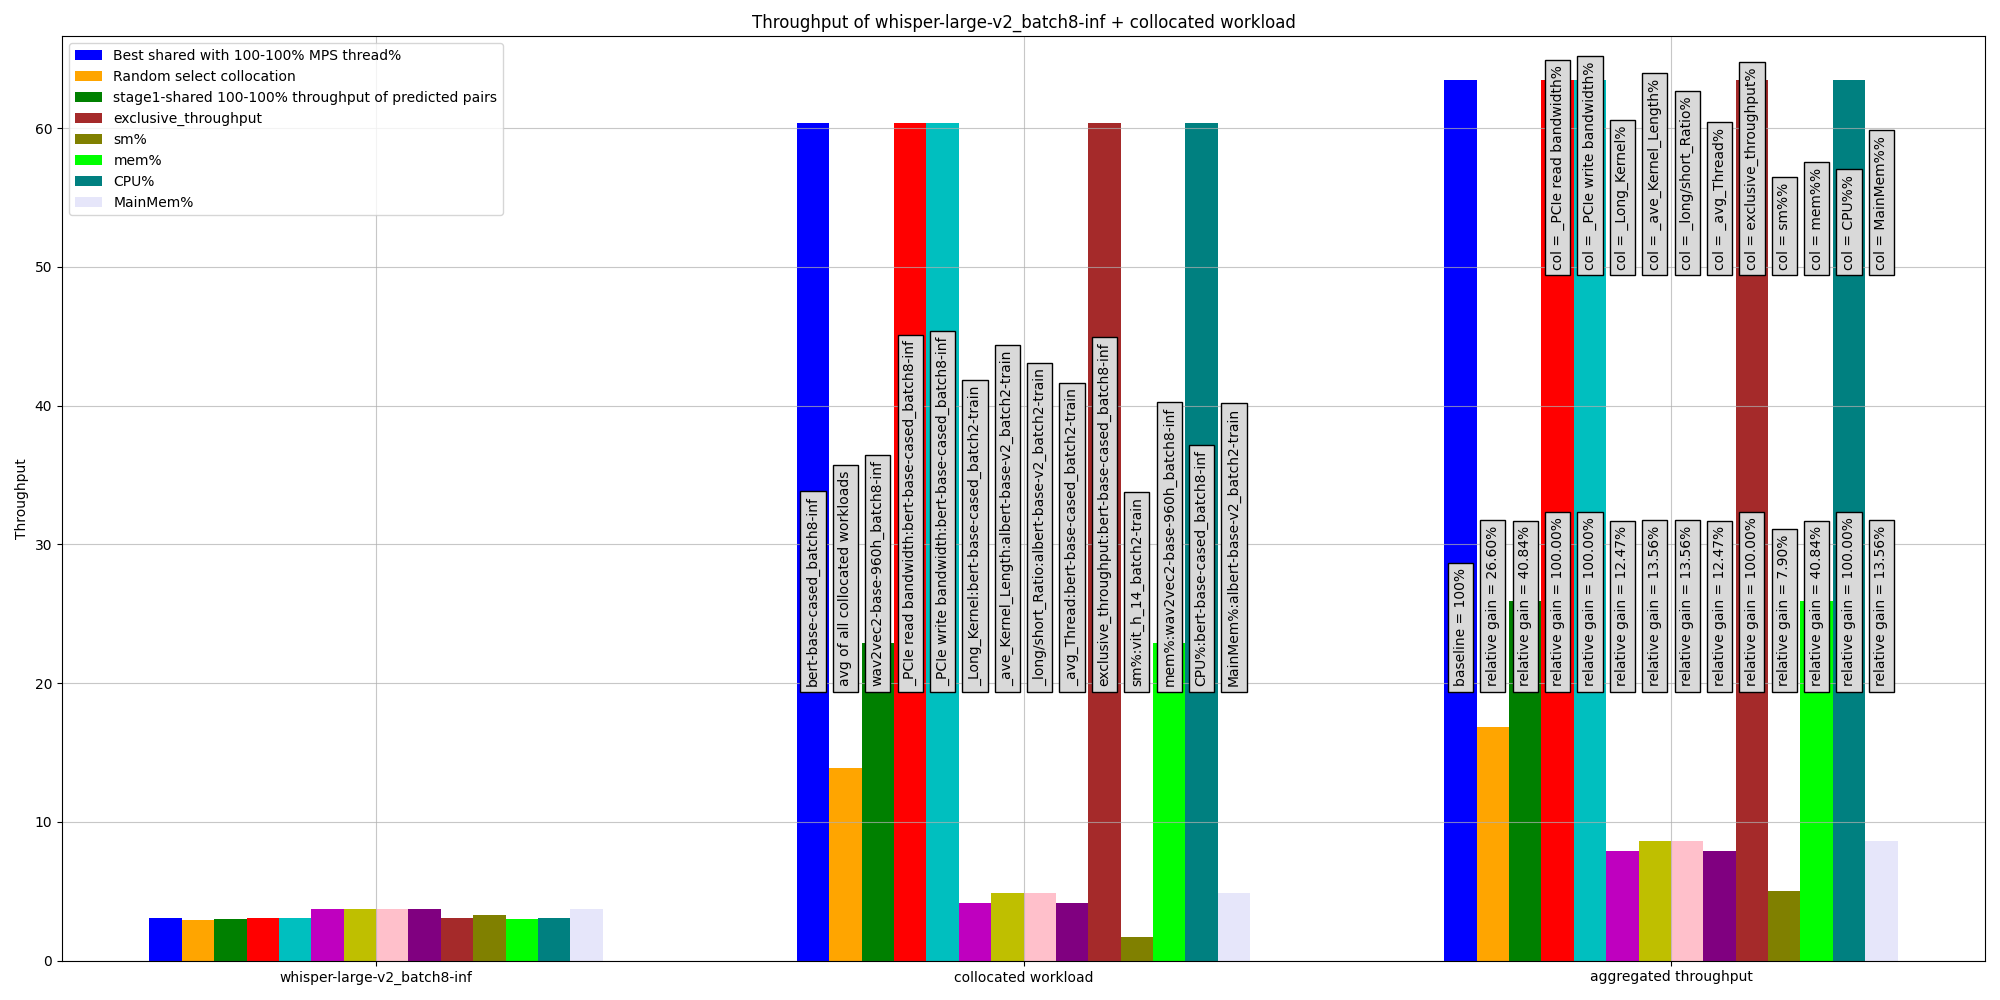 Throughput of whisper-large-v2_batch8-inf + collocated workload
Best shared with 100-100% MPS thread%
Random select collocation
stage1-shared 100-100% throughput of predicted pairs
exclusive_throughput
sm%
mem%
CPU%
MainMem%
Throughput
60
50
40
30
20
10
0
bert-base-cased_batch8-inf
avg of all collocated workloads
wav2vec2-base-960h_batch8-inf
_PCIe read bandwidth:bert-base-cased_batch8-inf
_PCIe write bandwidth:bert-base-cased_batch8-inf
_Long_Kernel:bert-base-cased_batch2-train
_ave_Kernel_Length:albert-base-v2_batch2-train
_long/short_Ratio:albert-base-v2_batch2-train
_avg_Thread:bert-base-cased_batch2-train
exclusive_throughput:bert-base-cased_batch8-inf
sm%:vit_h_14_batch2-train
mem%:wav2vec2-base-960h_batch8-inf
CPU%:bert-base-cased_batch8-inf
MainMem%:albert-base-v2_batch2-train
col = _PCIe read bandwidth%
col = _PCIe write bandwidth%
col = _Long_Kernel%
col = _ave_Kernel_Length%
col = _long/short_Ratio%
col = _avg_Thread%
col = exclusive_throughput%
col = sm%%
col = mem%%
col = CPU%%
col = MainMem%%
baseline = 100%
relative gain = 26.60%
relative gain = 40.84%
relative gain = 100.00%
relative gain = 100.00%
relative gain = 12.47%
relative gain = 13.56%
relative gain = 13.56%
relative gain = 12.47%
relative gain = 100.00%
relative gain = 7.90%
relative gain = 40.84%
relative gain = 100.00%
relative gain = 13.56%
whisper-large-v2_batch8-inf
collocated workload
aggregated throughput